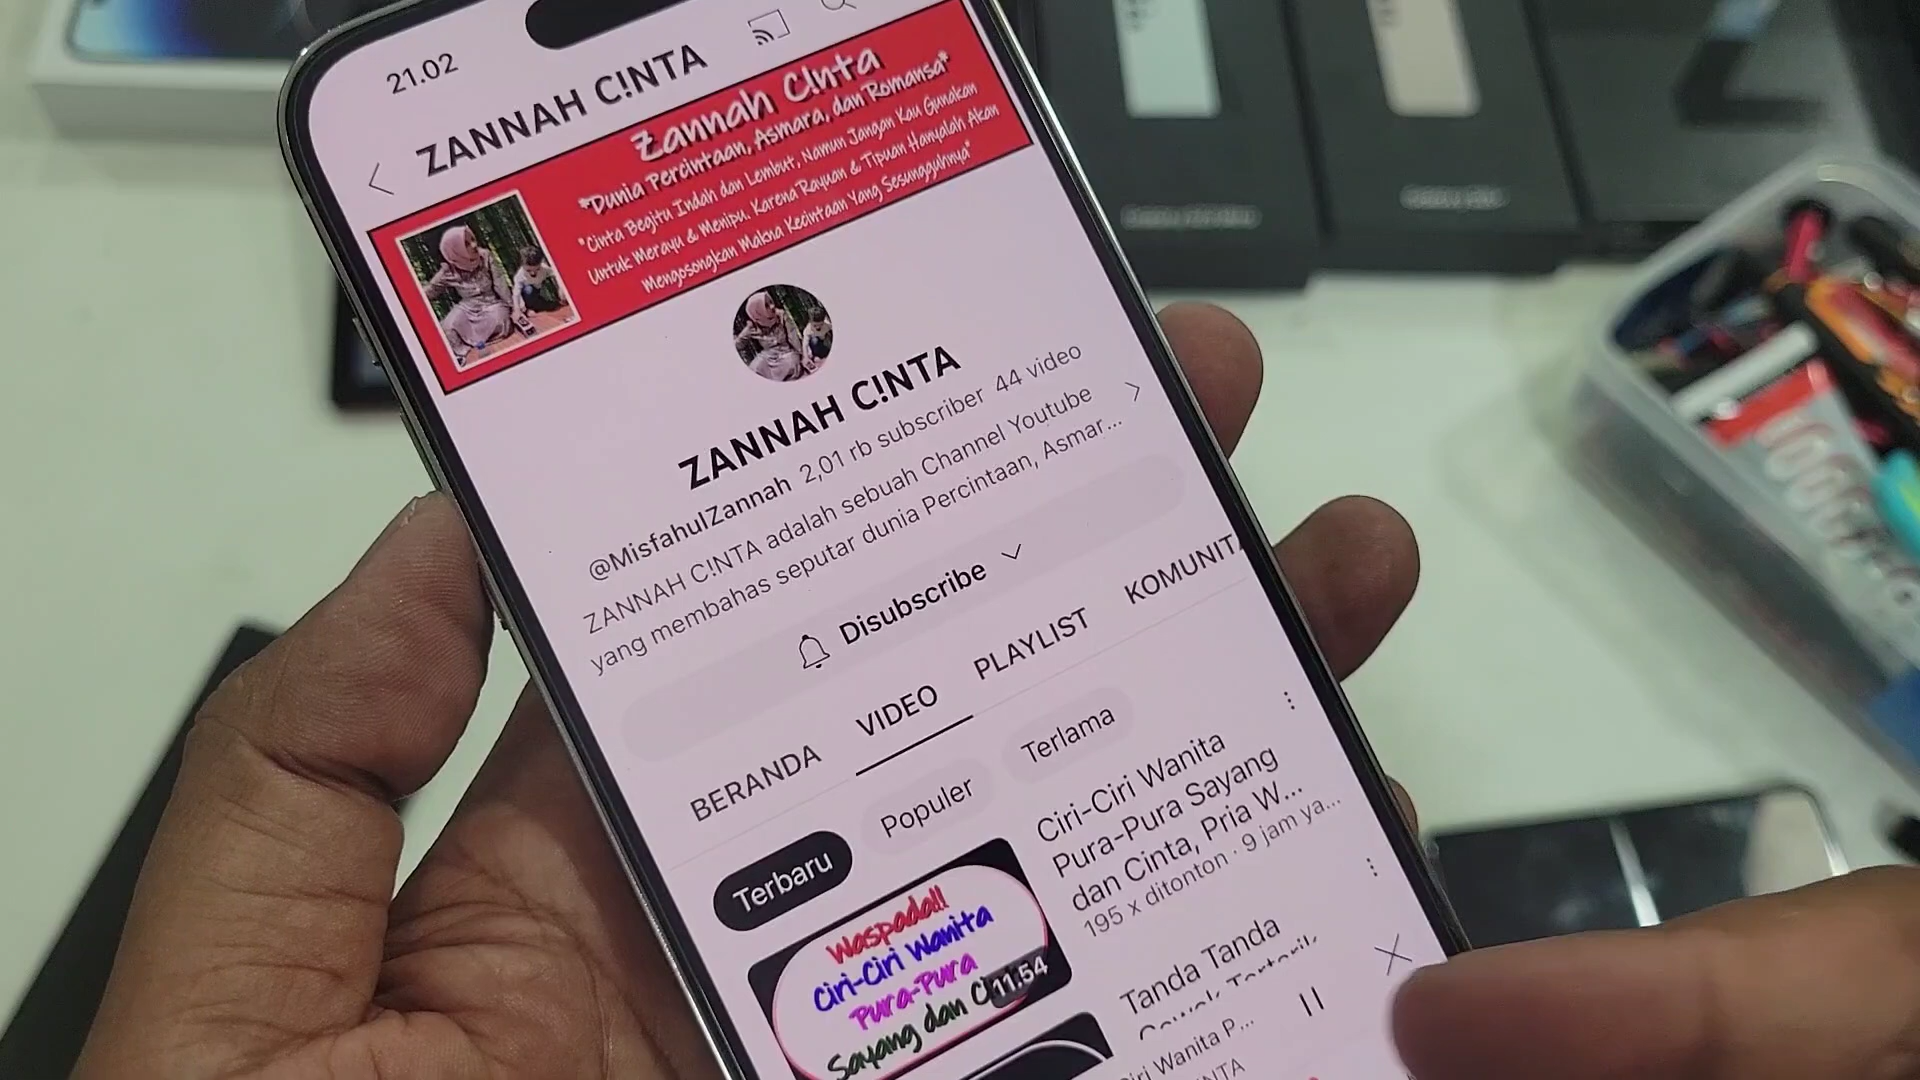 21.02
ZANNAH C!NTA
Zannah C!nta
"Dunia Percintaan, Asmara, dan Romansa"
"Cinta Begitu Indah dan Lembut, Namun Jangan Kau Gunakan
Untuk Merayu & Menipu. Karena Rayuan & Tipuan Hanyalah Akan
Mengosongkan Makna Kecintaan Yang Sesungguhnya"
ZANNAH C!NTA
@MisfahulZannah 2,01 rb subscriber 44 video
ZANNAH C!NTA adalah sebuah Channel Youtube
yang membahas seputar dunia Percintaan, Asmar...
Disubscribe
BERANDA VIDEO PLAYLIST KOMUNITA
Terbaru Populer Terlama
Waspada!!
Ciri-Ciri Wanita
Pura-Pura
Sayang dan
11:54
Ciri-Ciri Wanita
Pura-Pura Sayang
dan Cinta, Pria W...
195 x ditonton · 9 jam ya...
Tanda Tanda
Ciri Wanita P...